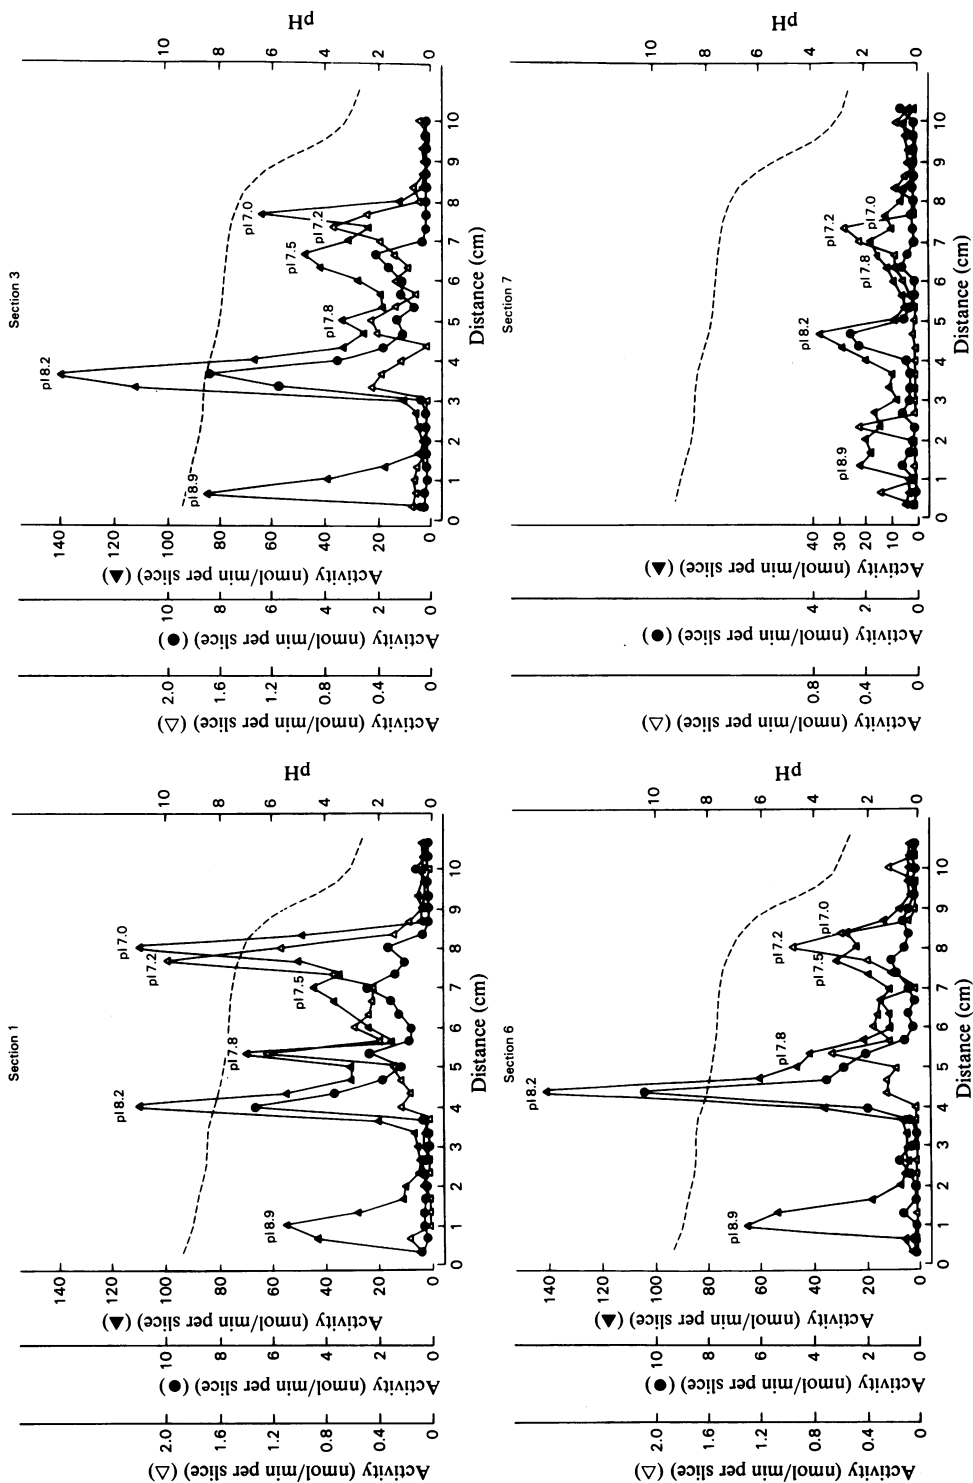 Section 1
Activity (nmol/min per slice) (△)
2.0
1.6
1.2
0.8
0.4
0
Activity (nmol/min per slice) (●)
10
8
6
4
2
0
Activity (nmol/min per slice) (▲)
140
120
100
80
60
40
20
0
pI 8.9
pI 8.2
pI 7.8
pI 7.5
pI 7.2
pI 7.0
pH
10
8
6
4
2
0
0 1 2 3 4 5 6 7 8 9 10
Distance (cm)
Section 3
Activity (nmol/min per slice) (△)
2.0
1.6
1.2
0.8
0.4
0
Activity (nmol/min per slice) (●)
10
8
6
4
2
0
Activity (nmol/min per slice) (▲)
140
120
100
80
60
40
20
0
pI 8.9
pI 8.2
pI 7.8
pI 7.5
pI 7.2
pI 7.0
pH
10
8
6
4
2
0
0 1 2 3 4 5 6 7 8 9 10
Distance (cm)
Section 6
Activity (nmol/min per slice) (△)
2.0
1.6
1.2
0.8
0.4
0
Activity (nmol/min per slice) (●)
10
8
6
4
2
0
Activity (nmol/min per slice) (▲)
140
120
100
80
60
40
20
0
pI 8.9
pI 8.2
pI 7.8
pI 7.5
pI 7.2
pI 7.0
pH
10
8
6
4
2
0
0 1 2 3 4 5 6 7 8 9 10
Distance (cm)
Section 7
Activity (nmol/min per slice) (△)
0.8
0.4
0
Activity (nmol/min per slice) (●)
4
2
0
Activity (nmol/min per slice) (▲)
40
30
20
10
0
pI 8.9
pI 8.2
pI 7.8
pI 7.2
pI 7.0
pH
10
8
6
4
2
0
0 1 2 3 4 5 6 7 8 9 10
Distance (cm)